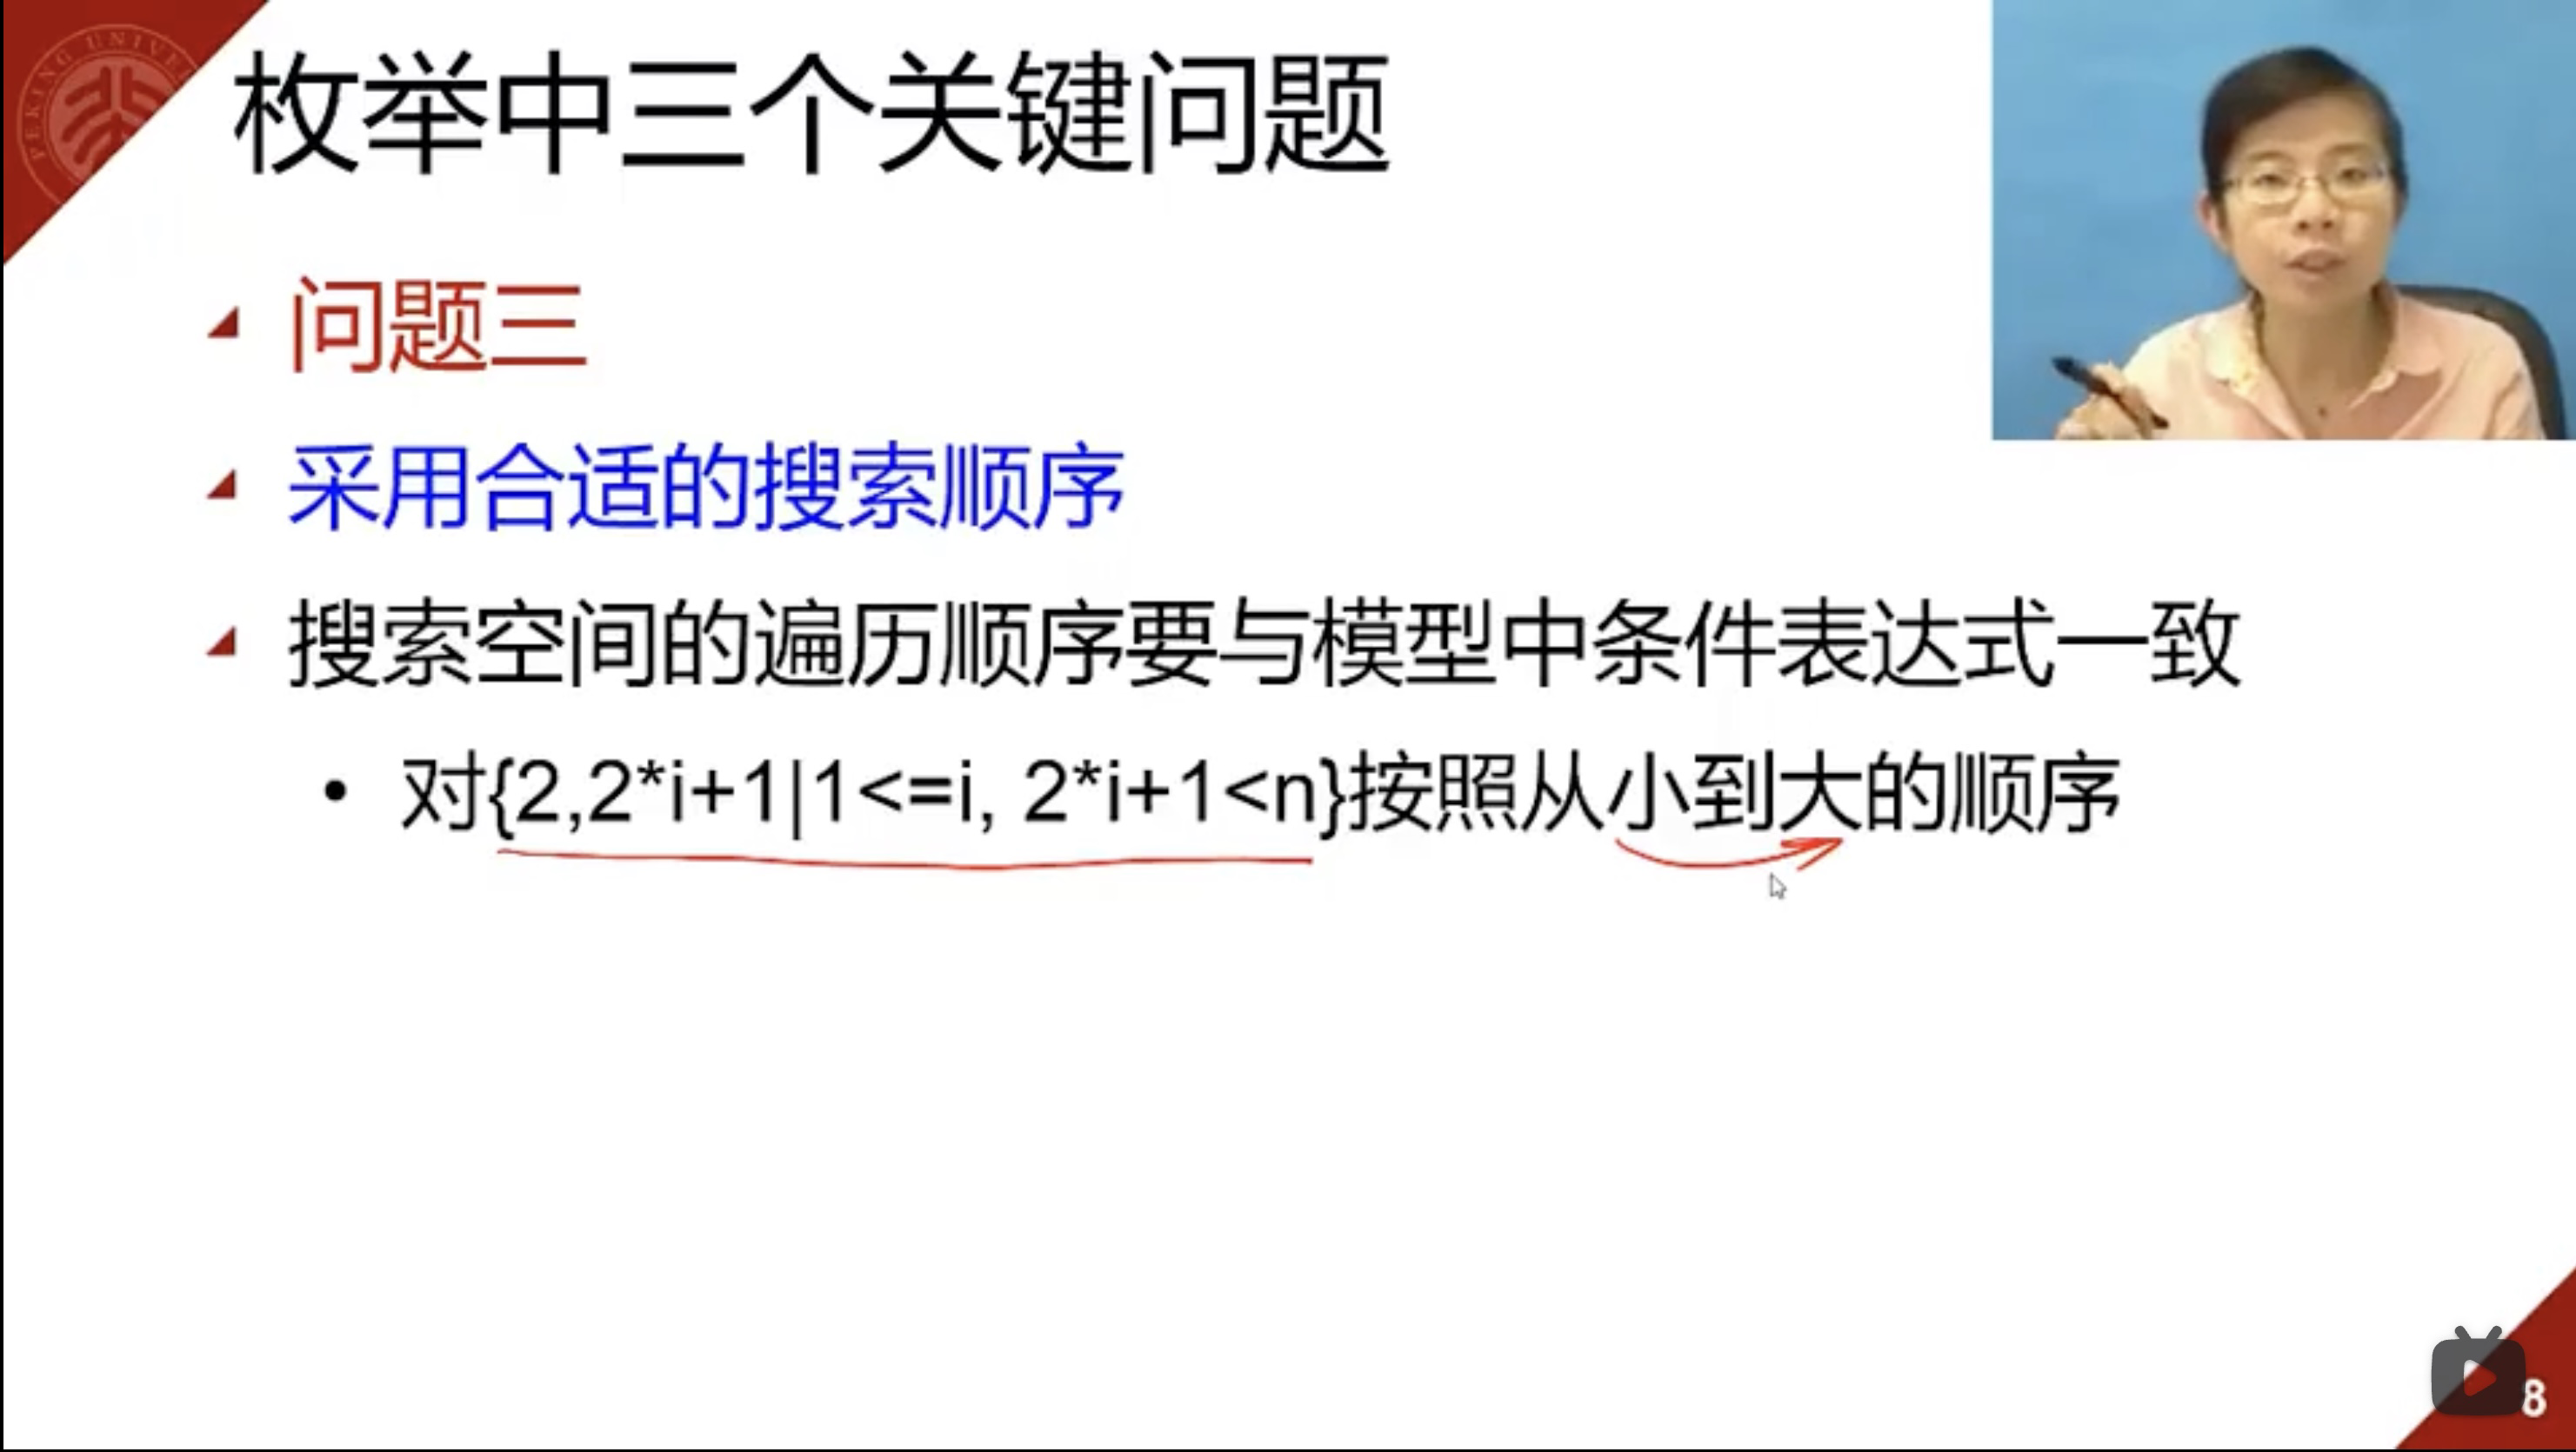 PEKING UNIVE
枚举中三个关键问题
问题三
采用合适的搜索顺序
搜索空间的遍历顺序要与模型中条件表达式一致
• 对{2,2*i+1|1<=i, 2*i+1<n}按照从小到大的顺序
8